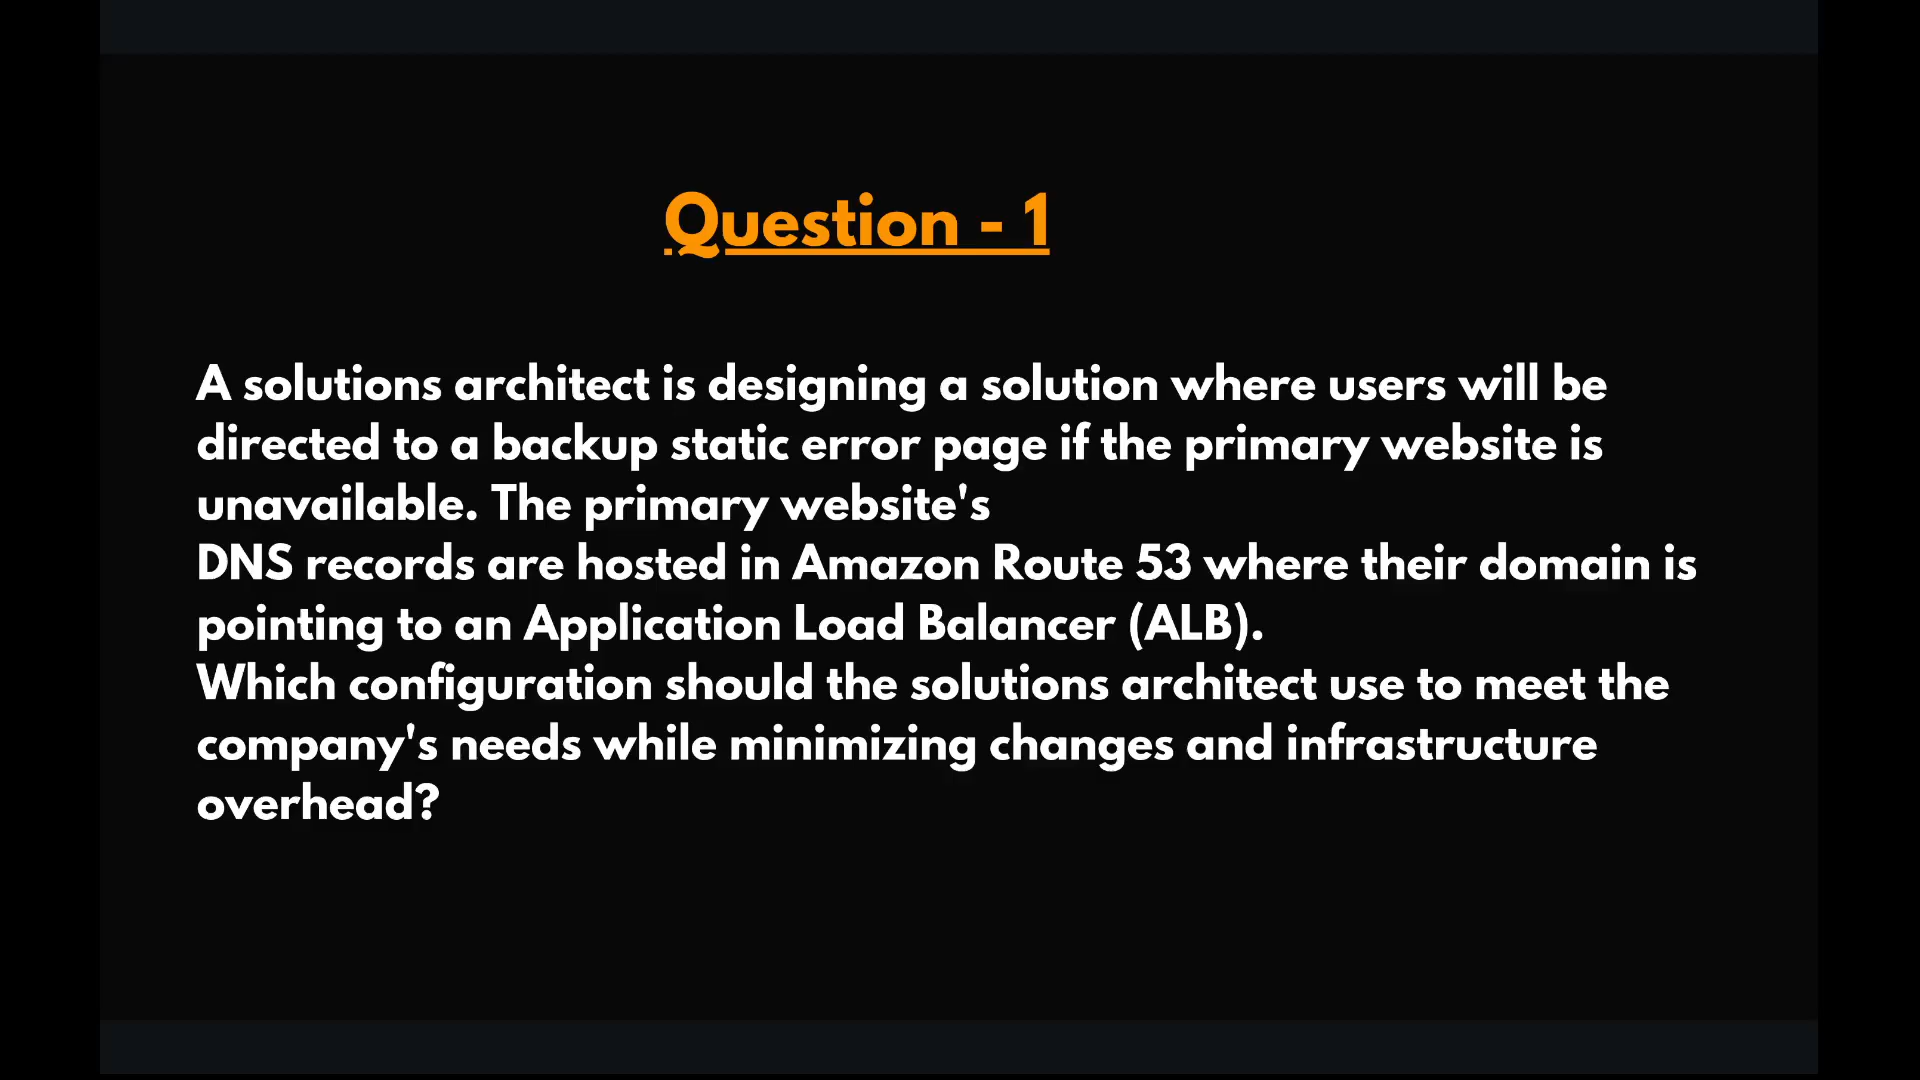 Question - 1
A solutions architect is designing a solution where users will be
directed to a backup static error page if the primary website is
unavailable. The primary website's
DNS records are hosted in Amazon Route 53 where their domain is
pointing to an Application Load Balancer (ALB).
Which configuration should the solutions architect use to meet the
company's needs while minimizing changes and infrastructure
overhead?